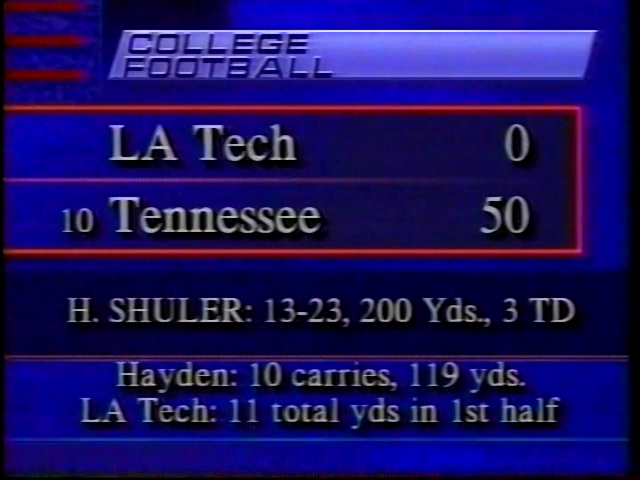 COLLEGE
FOOTBALL
LA Tech 0
10 Tennessee 50
H. SHULER: 13-23, 200 Yds., 3 TD
Hayden: 10 carries, 119 yds.
LA Tech: 11 total yds in 1st half